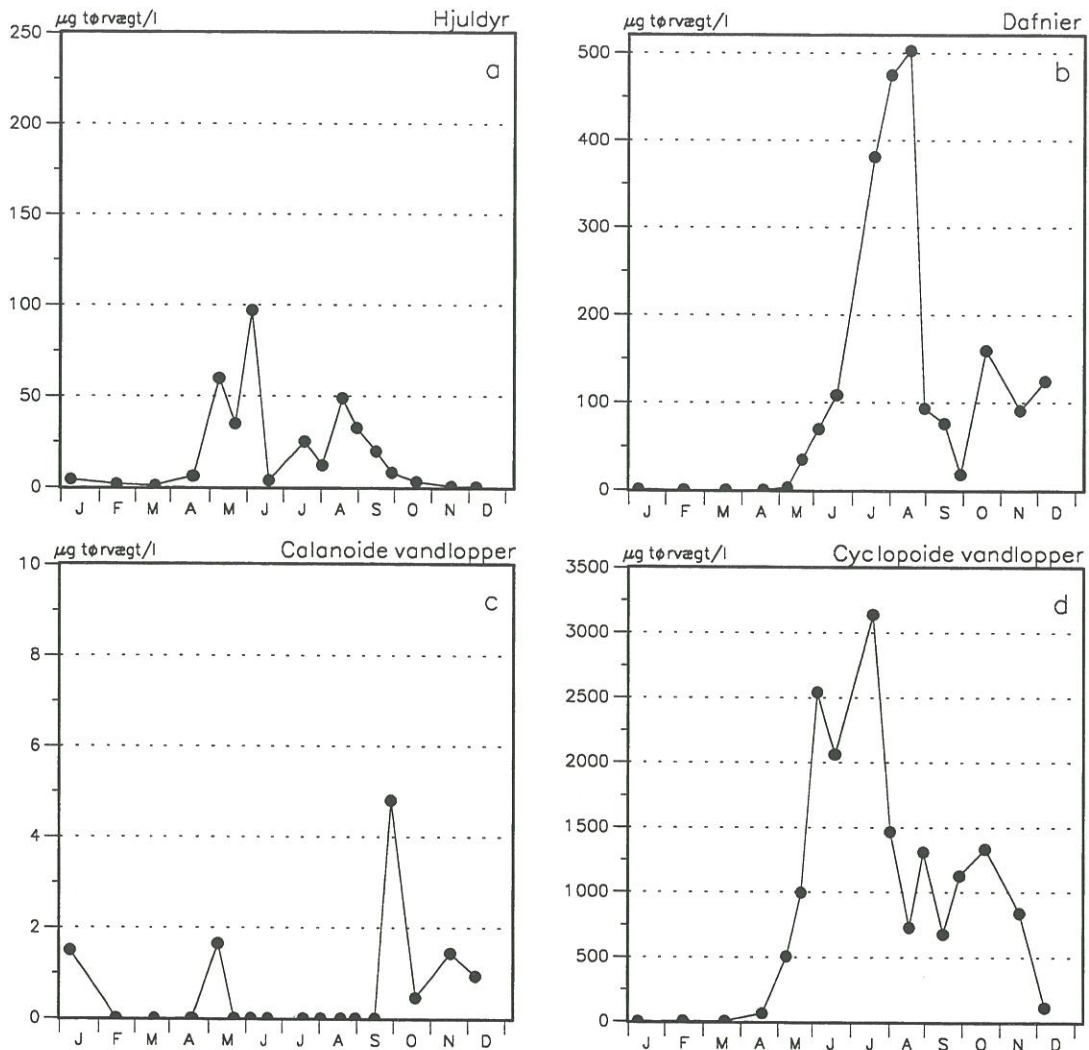 µg tørvægt/l Hjuldyr
a
250
200
150
100
50
0
J F M A M J J A S O N D
µg tørvægt/l Dafnier
b
500
400
300
200
100
0
J F M A M J J A S O N D
µg tørvægt/l Calanoide vandlopper
c
10
8
6
4
2
0
J F M A M J J A S O N D
µg tørvægt/l Cyclopoide vandlopper
d
3500
3000
2500
2000
1500
1000
500
0
J F M A M J J A S O N D